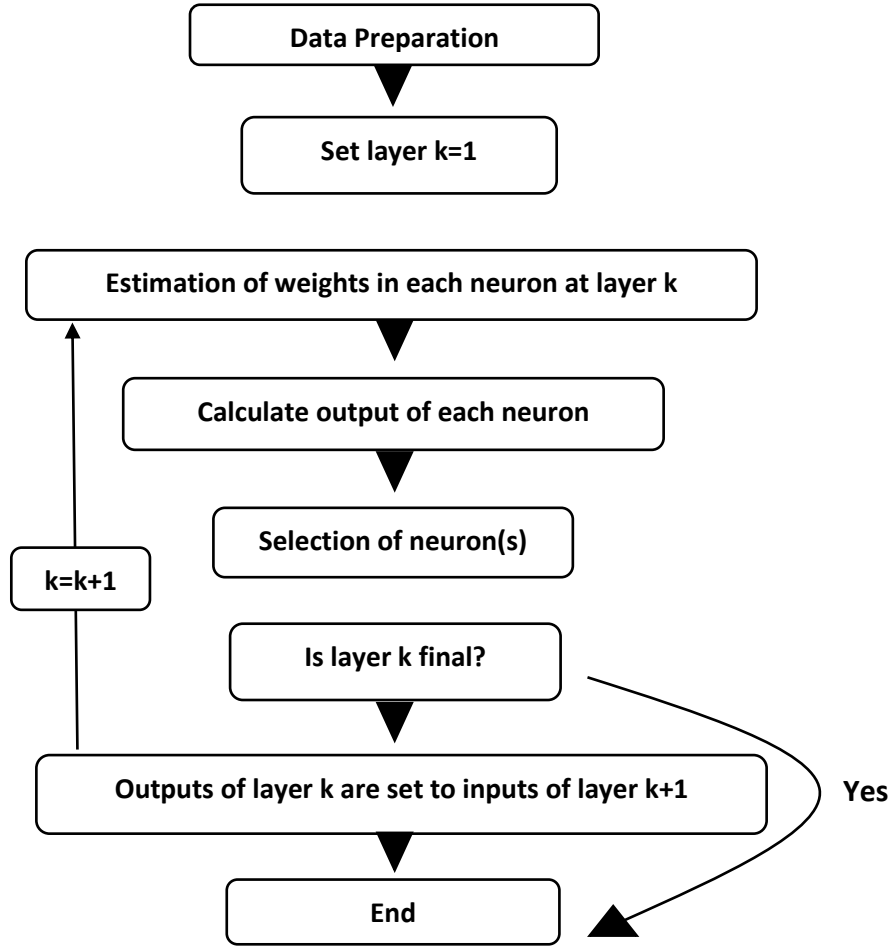 Data Preparation
Set layer k=1
Estimation of weights in each neuron at layer k
Calculate output of each neuron
Selection of neuron(s)
k=k+1
Is layer k final?
Outputs of layer k are set to inputs of layer k+1
Yes
End